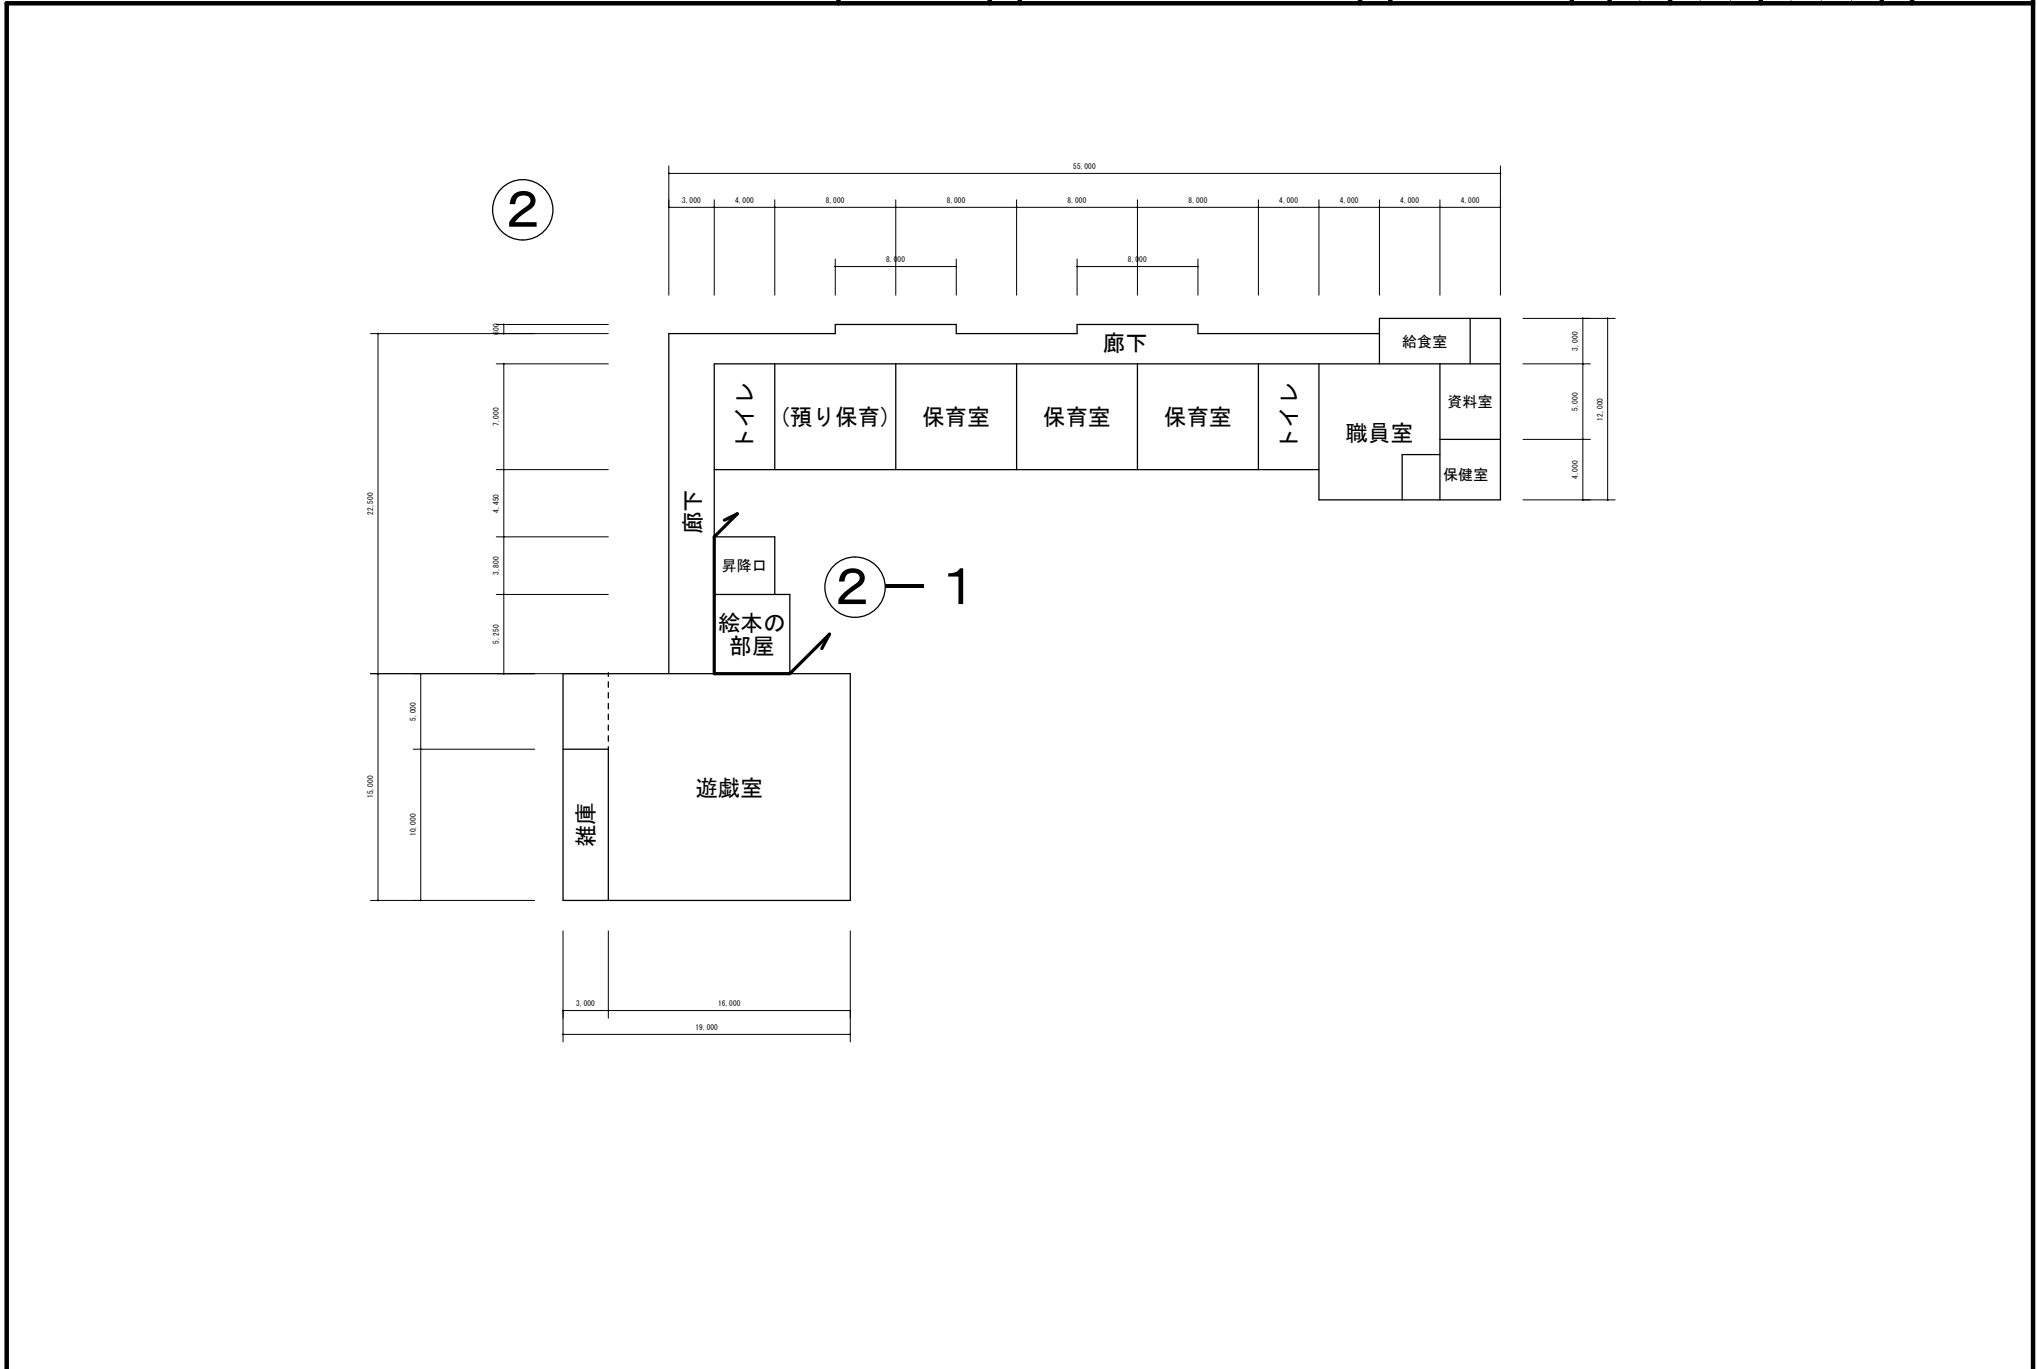 55,000
②
3,000 4,000 8,000 8,000 8,000 8,000 4,000 4,000 4,000 4,000
8,000 8,000
600
廊下
給食室
3,000
トイレ
(預り保育)
保育室
保育室
保育室
トイレ
職員室
資料室
保健室
7,000
5,000
12,000
4,000
22,500
4,450
廊下
3,800
昇降口
②― 1
5,250
絵本の
部屋
5,000
15,000
10,000
遊戯室
雑庫
3,000 16,000
19,000